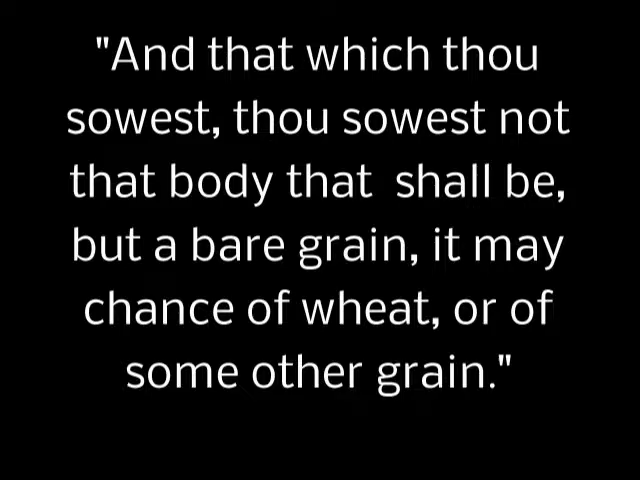 "And that which thou
sowest, thou sowest not
that body that  shall be,
but a bare grain, it may
chance of wheat, or of
some other grain."